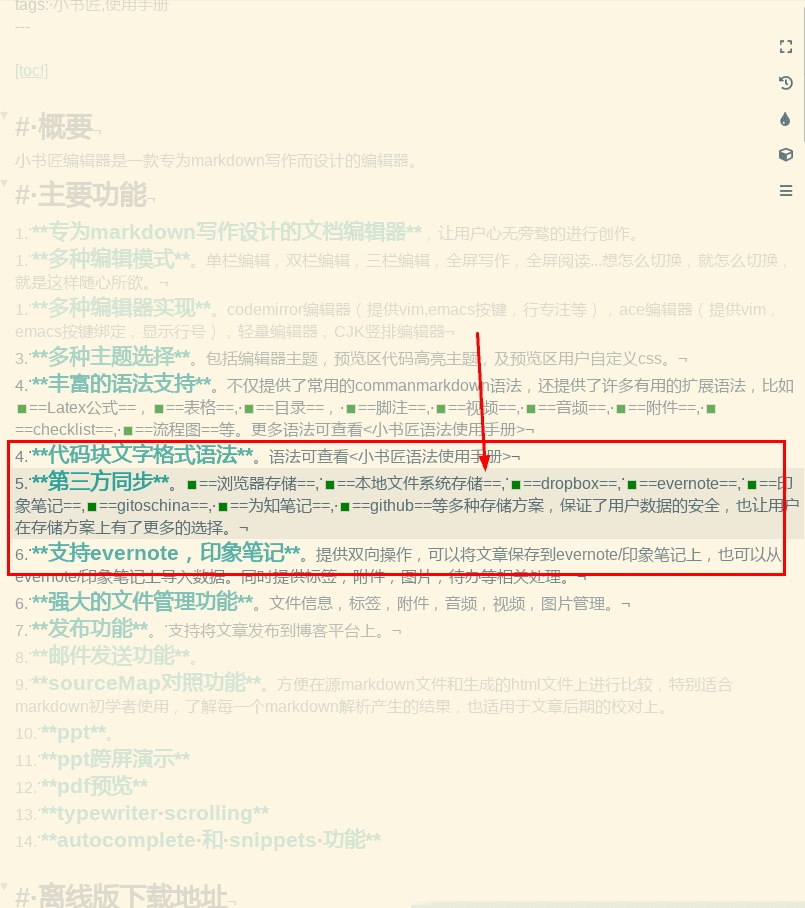 tags:·小书匠,使用手册
---
[toc!]
#·概要¬
小书匠编辑器是一款专为markdown写作而设计的编辑器。
#·主要功能¬
1.·**专为markdown写作设计的文档编辑器**，让用户心无旁骛的进行创作。
1.·**多种编辑模式**。单栏编辑，双栏编辑，三栏编辑，全屏写作，全屏阅读...想怎么切换，就怎么切换，
就是这样随心所欲。¬
1.·**多种编辑器实现**。codemirror编辑器（提供vim,emacs按键，行专注等），ace编辑器（提供vim，
emacs按键绑定，显示行号），轻量编辑器，CJK竖排编辑器¬
3.·**多种主题选择**。包括编辑器主题，预览区代码高亮主题，及预览区用户自定义css。¬
4.·**丰富的语法支持**。不仅提供了常用的commanmarkdown语法，还提供了许多有用的扩展语法，比如
■==Latex公式==，■==表格==,·■==目录==，·■==脚注==,·■==视频==,·■==音频==,·■==附件==,·■
==checklist==,·■==流程图==等。更多语法可查看<小书匠语法使用手册>¬
4.·**代码块文字格式语法**。语法可查看<小书匠语法使用手册>¬
5.·**第三方同步**。■==浏览器存储==,·■==本地文件系统存储==,·■==dropbox==,·■==evernote==,·■==印
象笔记==,■==gitoschina==,·■==为知笔记==,·■==github==等多种存储方案，保证了用户数据的安全，也让用户
在存储方案上有了更多的选择。¬
6.·**支持evernote，印象笔记**。提供双向操作，可以将文章保存到evernote/印象笔记上，也可以从
evernote/印象笔记上导入数据。同时提供标签，附件，图片，待办等相关处理。¬
6.·**强大的文件管理功能**。文件信息，标签，附件，音频，视频，图片管理。¬
7.·**发布功能**。·支持将文章发布到博客平台上。¬
8.·**邮件发送功能**。
9.·**sourceMap对照功能**。方便在源markdown文件和生成的html文件上进行比较，特别适合
markdown初学者使用，了解每一个markdown解析产生的结果，也适用于文章后期的校对上。
10.·**ppt**。
11.·**ppt跨屏演示**
12.·**pdf预览**
13.·**typewriter·scrolling**
14.·**autocomplete·和·snippets·功能**
#·离线版下载地址¬